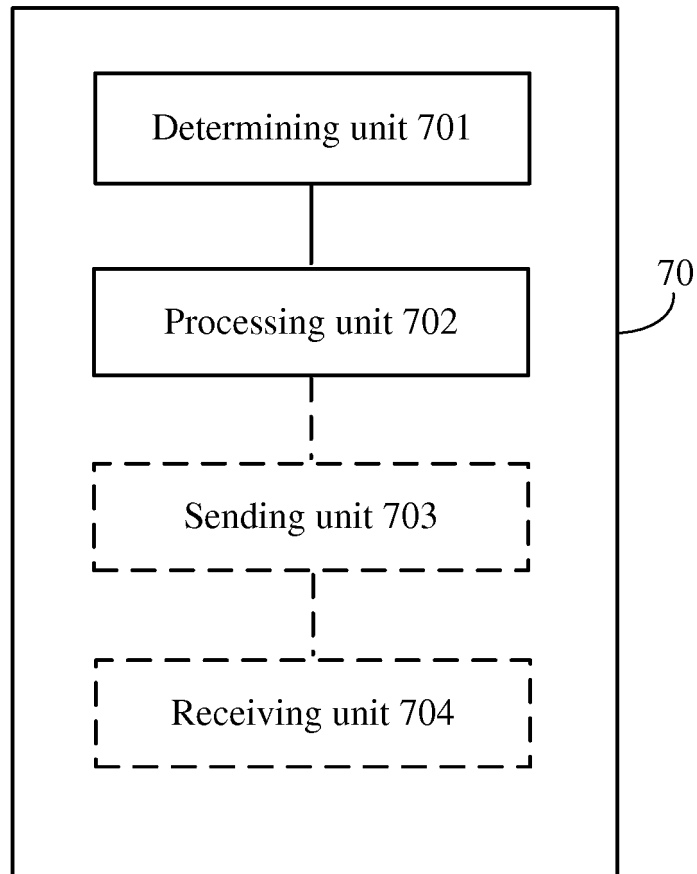 Determining unit 701
70
Processing unit 702
Sending unit 703
Receiving unit 704